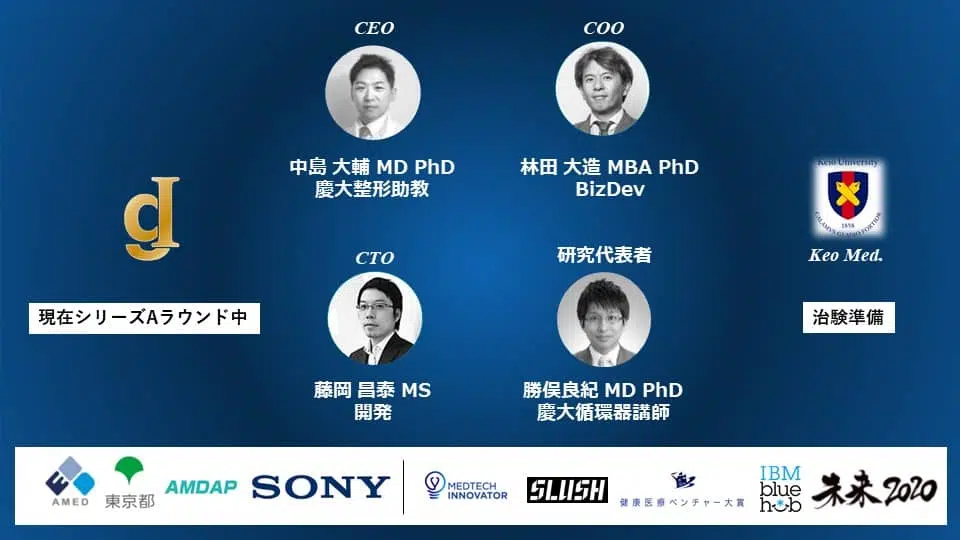 CEO
COO
中島 大輔 MD PhD
慶大整形助教
林田 大造 MBA PhD
BizDev
Keio University
1858
CALAMVS GLADIO FORTIOR
Keo Med.
現在シリーズAラウンド中
治験準備
CTO
研究代表者
藤岡 昌泰 MS
開発
勝俣良紀 MD PhD
慶大循環器講師
AMED
東京都
AMDAP
SONY
MEDTECH
INNOVATOR
SLUSH
健康医療ベンチャー大賞
IBM
blue
hub
未来2020